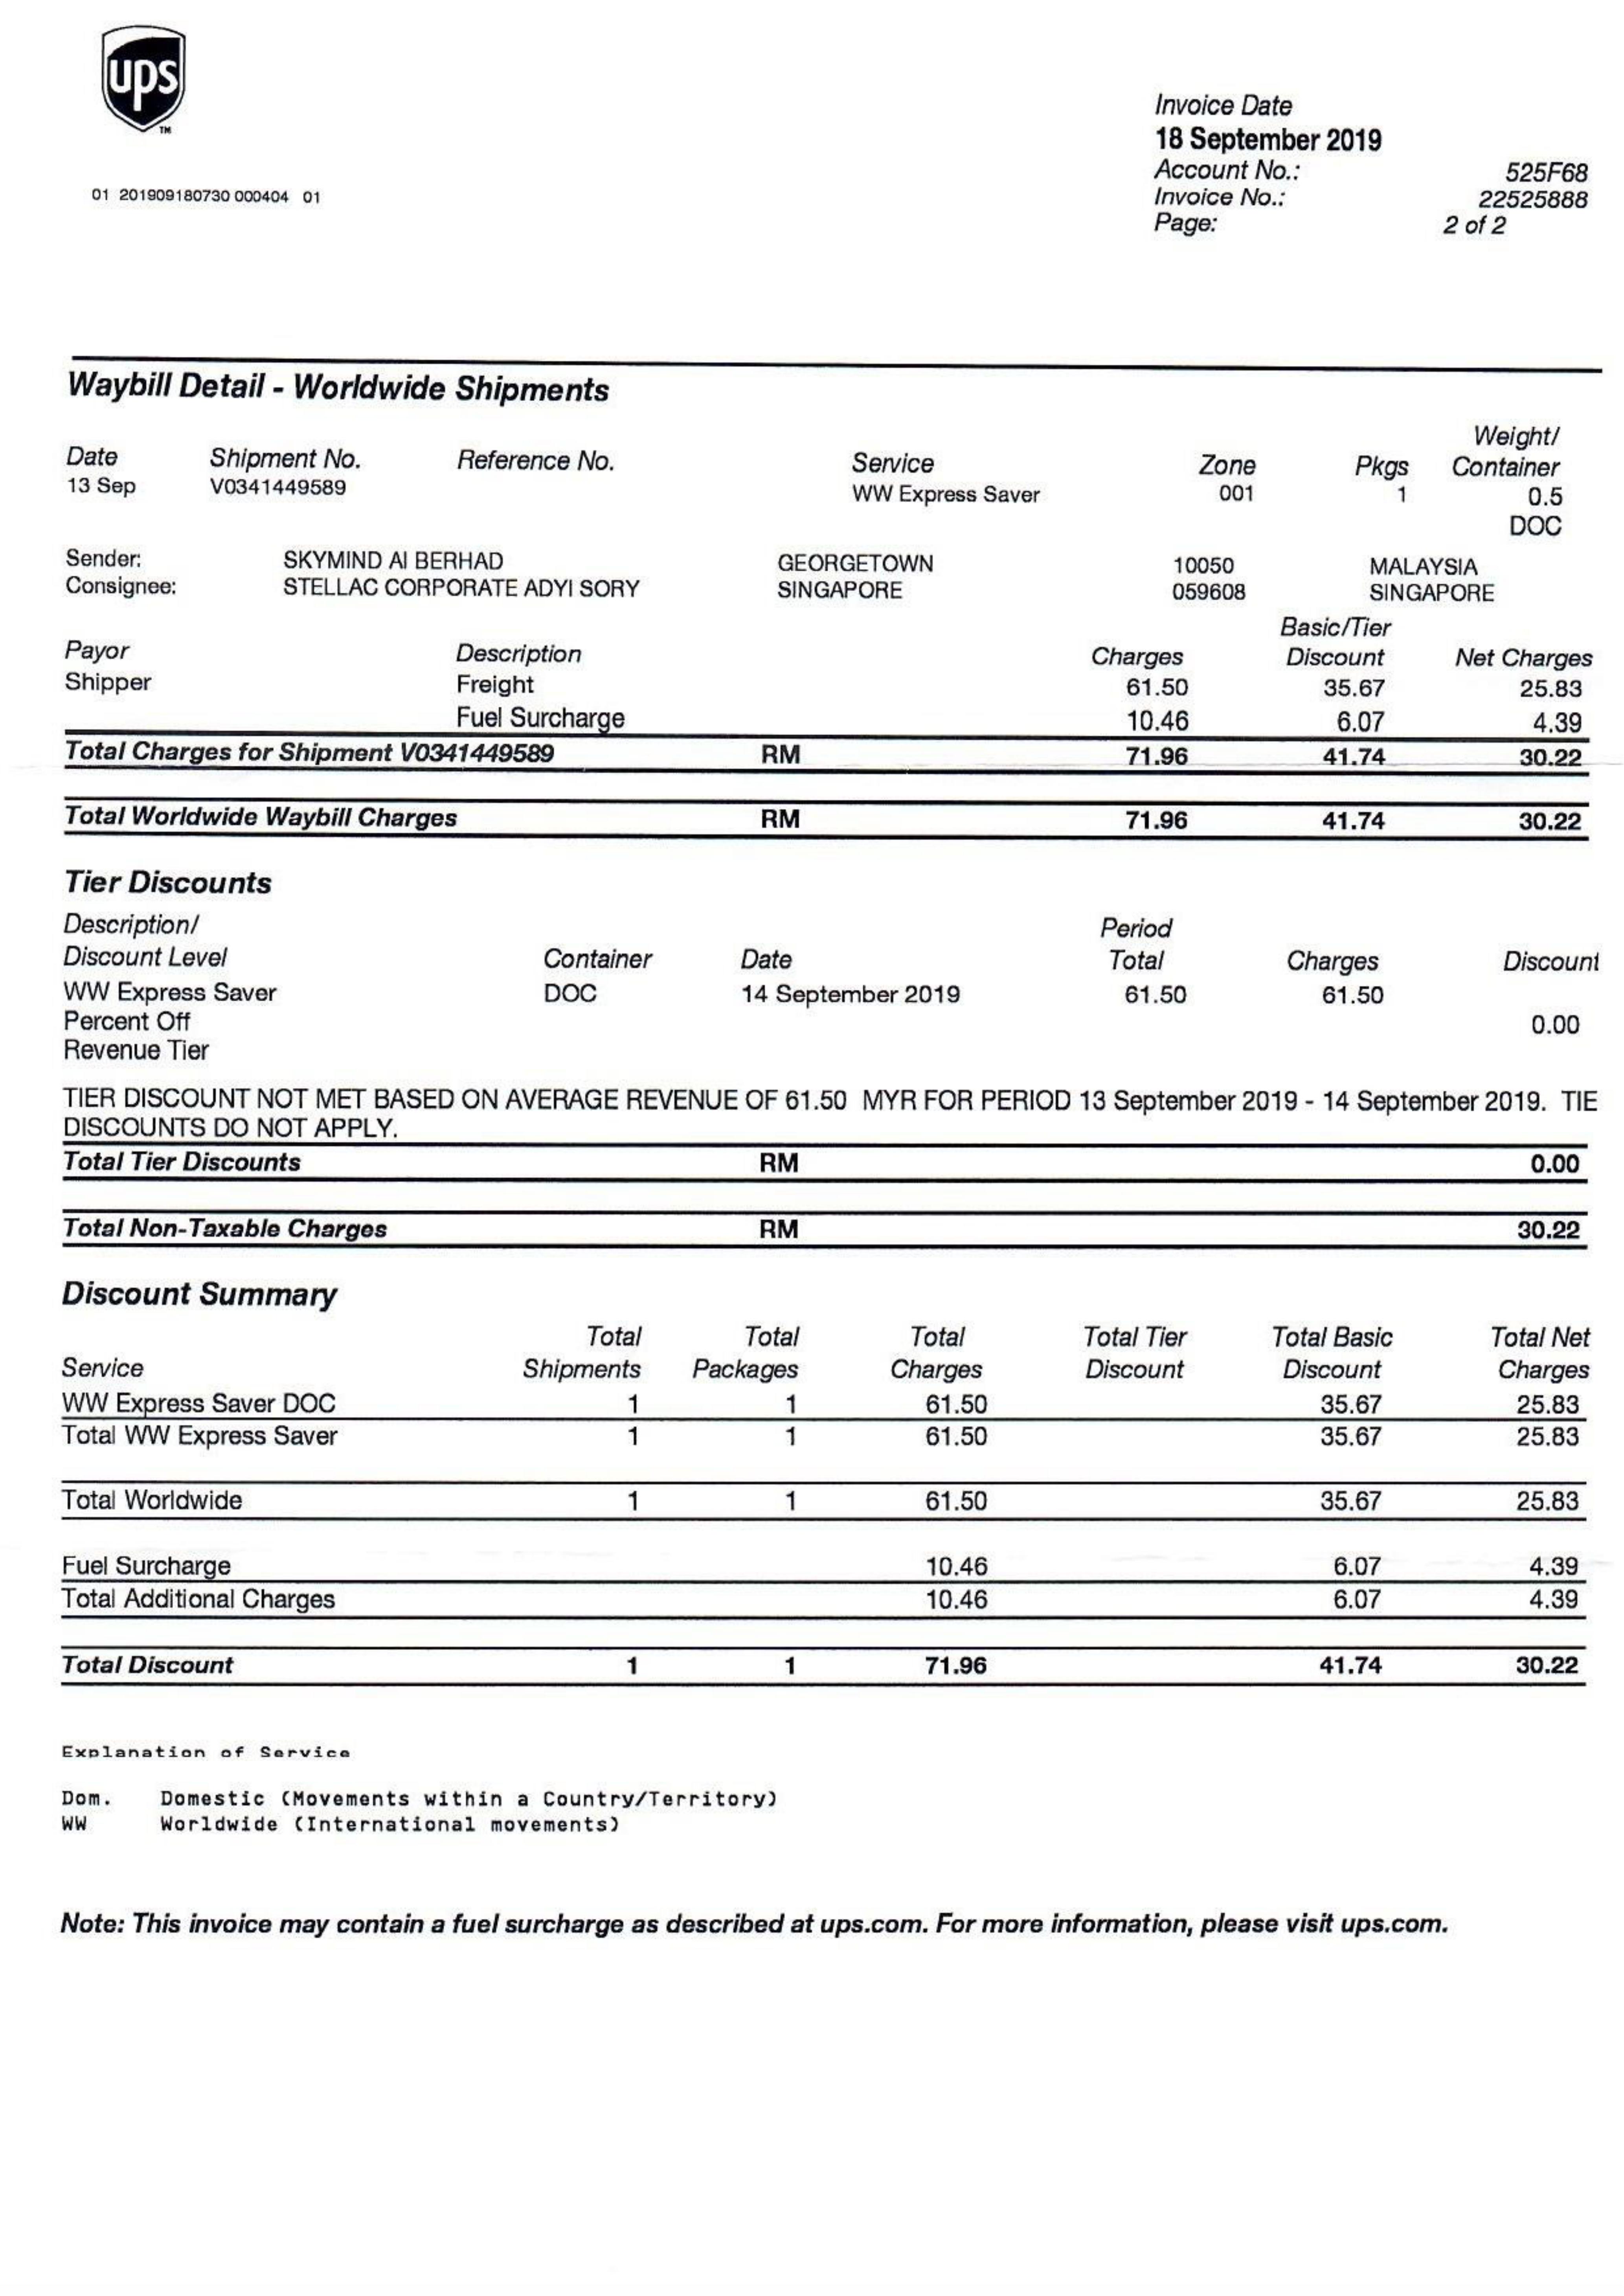 ups
TM
Invoice Date
18 September 2019
Account No.: 525F68
01 201909180730 000404 01
Invoice No.: 22525888
Page: 2 of 2
Waybill Detail - Worldwide Shipments
Weight/
Date Shipment No. Reference No. Service Zone Pkgs Container
13 Sep V0341449589 WW Express Saver 001 1 0.5
DOC
Sender: SKYMIND AI BERHAD GEORGETOWN 10050 MALAYSIA
Consignee: STELLAC CORPORATE ADYI SORY SINGAPORE 059608 SINGAPORE
Basic/Tier
Payor Description Charges Discount Net Charges
Shipper Freight 61.50 35.67 25.83
Fuel Surcharge 10.46 6.07 4.39
Total Charges for Shipment V0341449589 RM 71.96 41.74 30.22
Total Worldwide Waybill Charges RM 71.96 41.74 30.22
Tier Discounts
Description/ Period
Discount Level Container Date Total Charges Discount
WW Express Saver DOC 14 September 2019 61.50 61.50
Percent Off 0.00
Revenue Tier
TIER DISCOUNT NOT MET BASED ON AVERAGE REVENUE OF 61.50 MYR FOR PERIOD 13 September 2019 - 14 September 2019. TIE
DISCOUNTS DO NOT APPLY.
Total Tier Discounts RM 0.00
Total Non-Taxable Charges RM 30.22
Discount Summary
Total Total Total Total Tier Total Basic Total Net
Service Shipments Packages Charges Discount Discount Charges
WW Express Saver DOC 1 1 61.50 35.67 25.83
Total WW Express Saver 1 1 61.50 35.67 25.83
Total Worldwide 1 1 61.50 35.67 25.83
Fuel Surcharge 10.46 6.07 4.39
Total Additional Charges 10.46 6.07 4.39
Total Discount 1 1 71.96 41.74 30.22
Explanation of Service
Dom. Domestic (Movements within a Country/Territory)
WW Worldwide (International movements)
Note: This invoice may contain a fuel surcharge as described at ups.com. For more information, please visit ups.com.